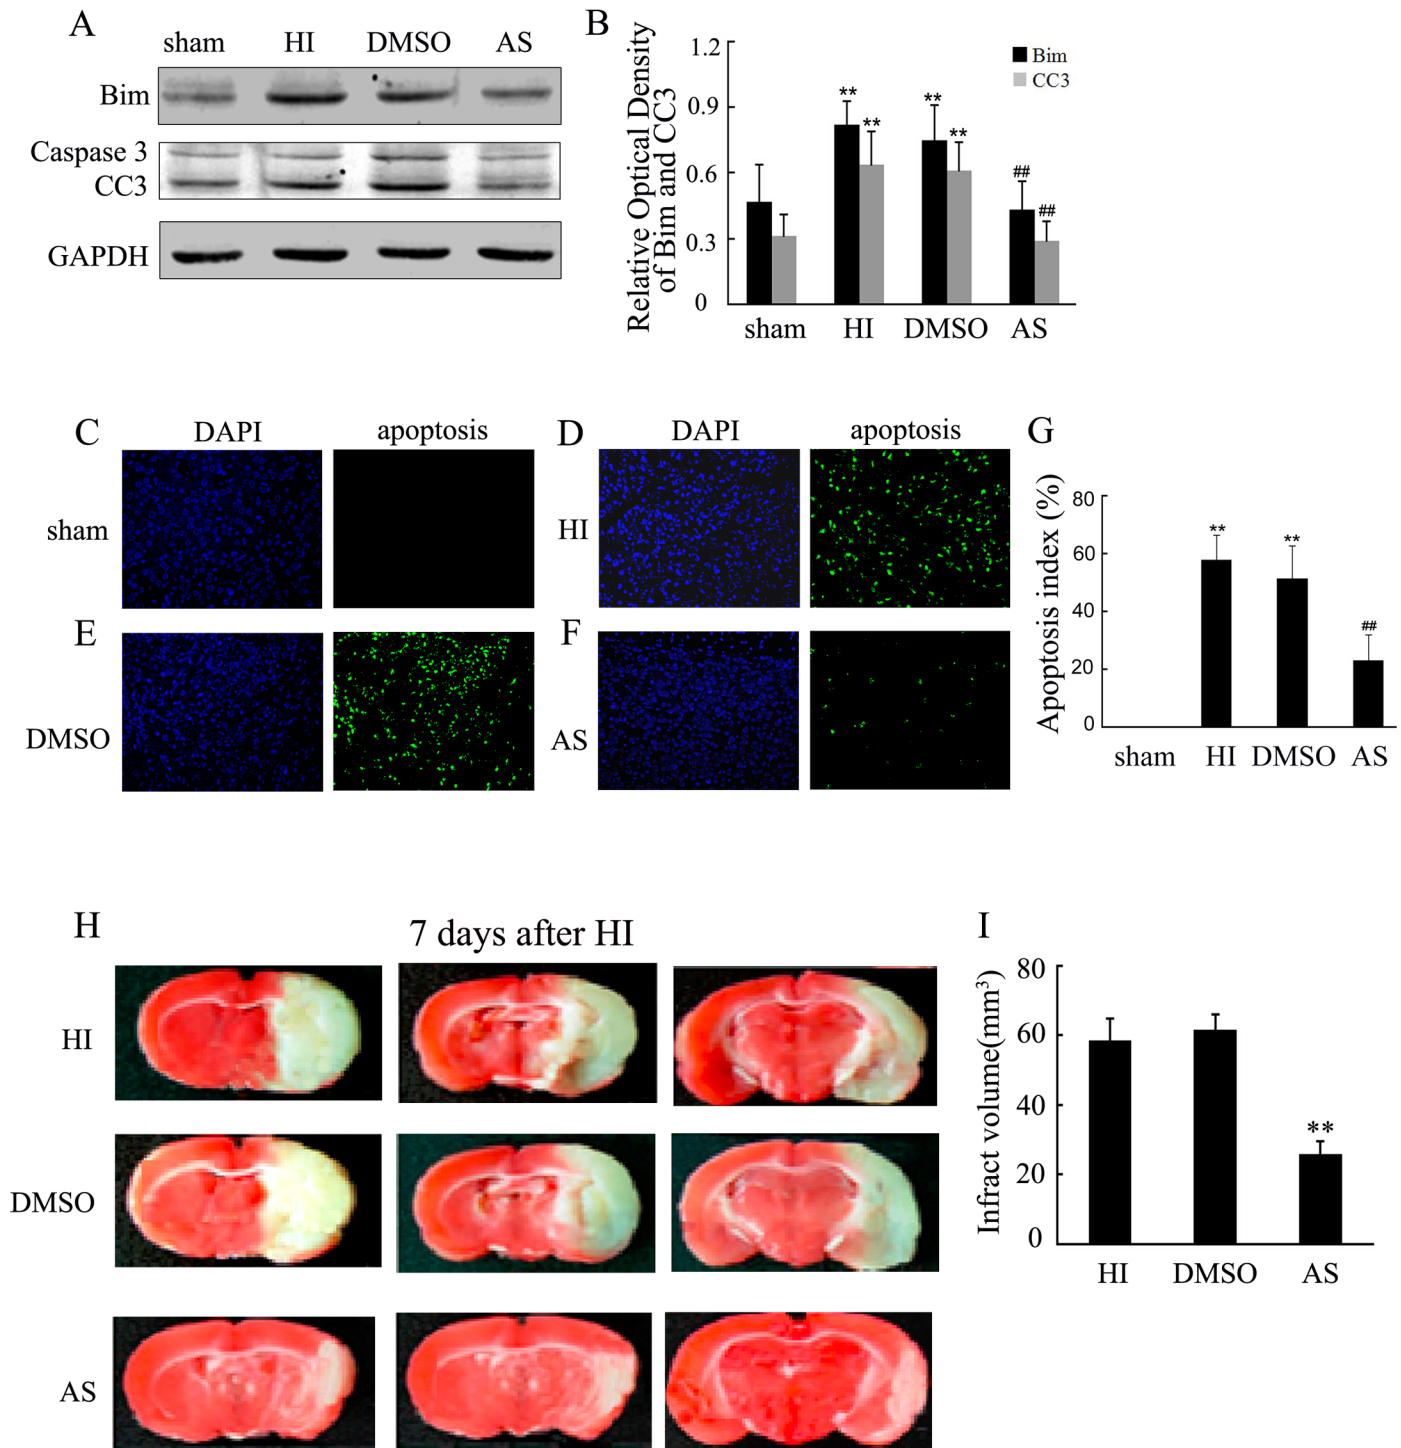 A
sham HI DMSO AS
Bim
Caspase 3
CC3
GAPDH
B
Relative Optical Density
of Bim and CC3
1.2
0.9
0.6
0.3
0
Bim
CC3
** ** ** ** ## ##
sham HI DMSO AS
C DAPI apoptosis
sham
D DAPI apoptosis
HI
E
DMSO
F
AS
G
Apoptosis index (%)
80
60
40
20
0
** ** ##
sham HI DMSO AS
H
7 days after HI
HI
DMSO
AS
I
Infract volume(mm³)
80
60
40
20
0
**
HI DMSO AS